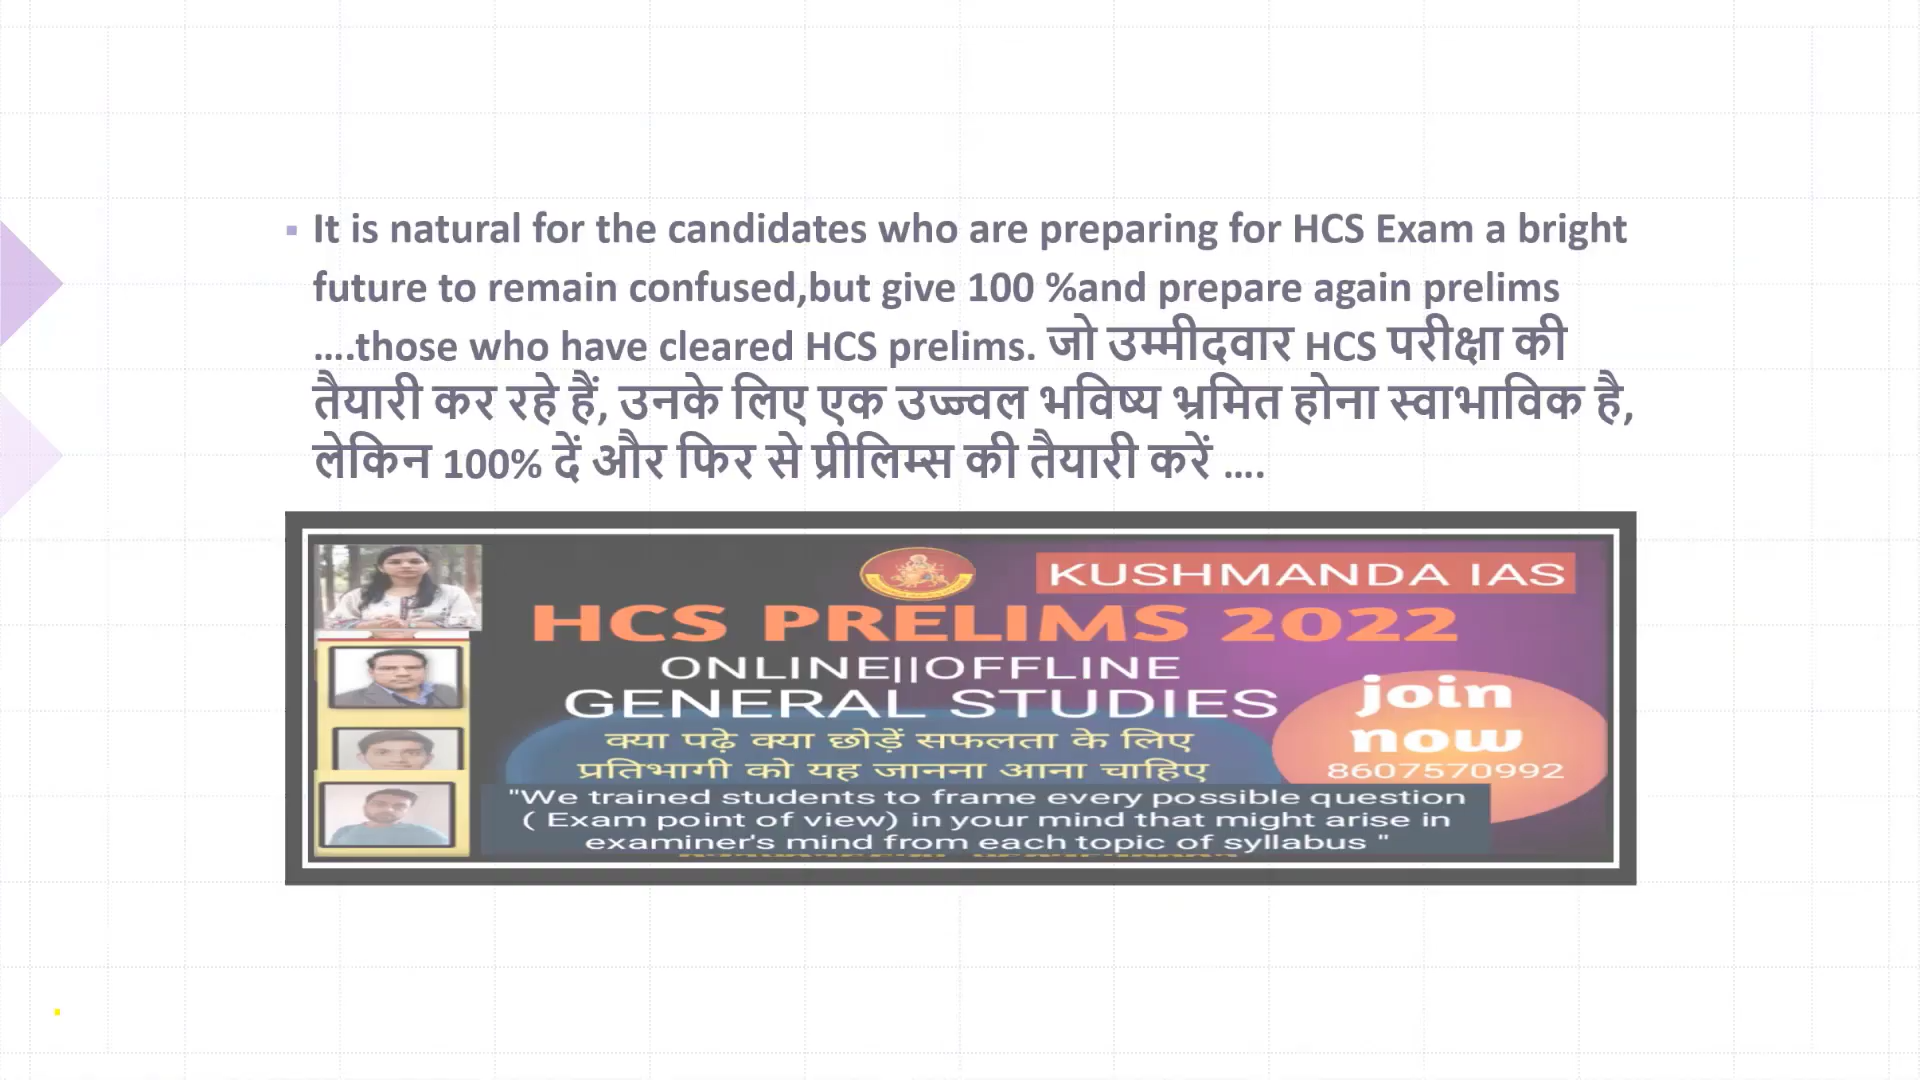 It is natural for the candidates who are preparing for HCS Exam a bright
future to remain confused,but give 100 %and prepare again prelims
....those who have cleared HCS prelims. जो उम्मीदवार HCS परीक्षा की
तैयारी कर रहे हैं, उनके लिए एक उज्ज्वल भविष्य भ्रमित होना स्वाभाविक है,
लेकिन 100% दें और फिर से प्रीलिम्स की तैयारी करें ....
KUSHMANDA IAS
HCS PRELIMS 2022
ONLINE||OFFLINE
GENERAL STUDIES
join
now
8607570992
क्या पढ़े क्या छोड़ें सफलता के लिए
प्रतिभागी को यह जानना आना चाहिए
"We trained students to frame every possible question
( Exam point of view) in your mind that might arise in
examiner's mind from each topic of syllabus "